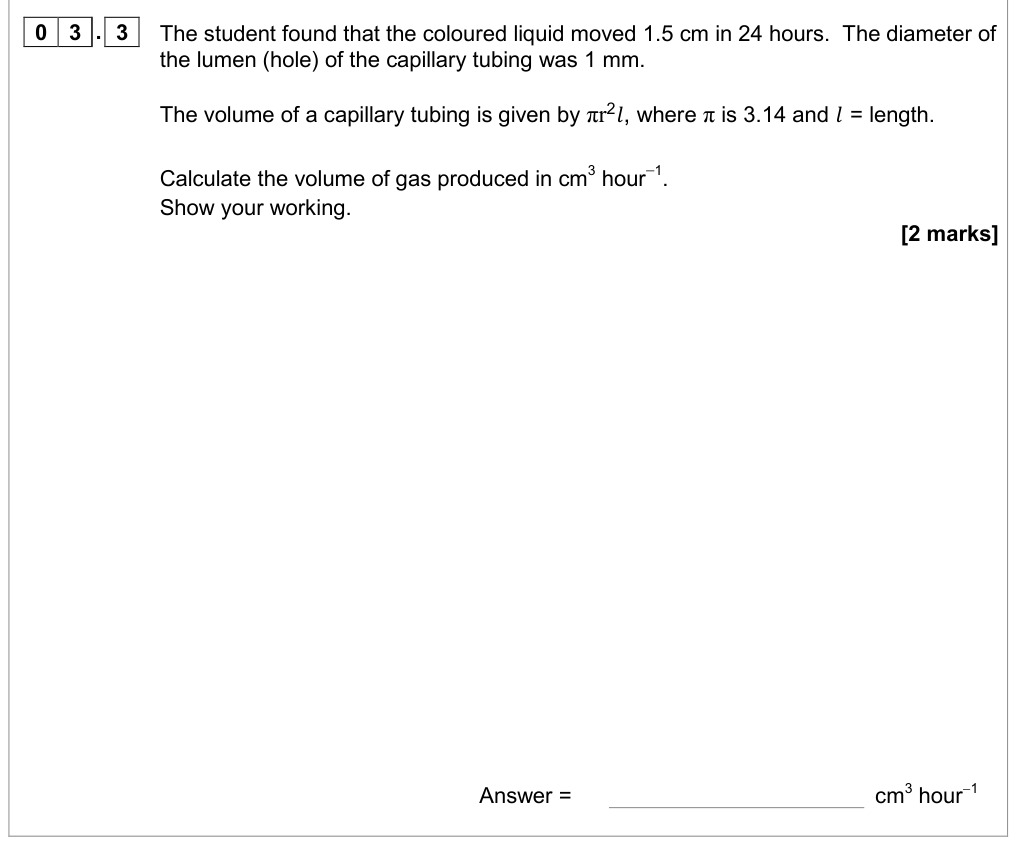 03.3 The student found that the coloured liquid moved 1.5 cm in 24 hours. The diameter of
the lumen (hole) of the capillary tubing was 1 mm.
The volume of a capillary tubing is given by πr²l, where π is 3.14 and l = length.
Calculate the volume of gas produced in cm³ hour⁻¹.
Show your working.
[2 marks]
Answer = ____________________ cm³ hour⁻¹